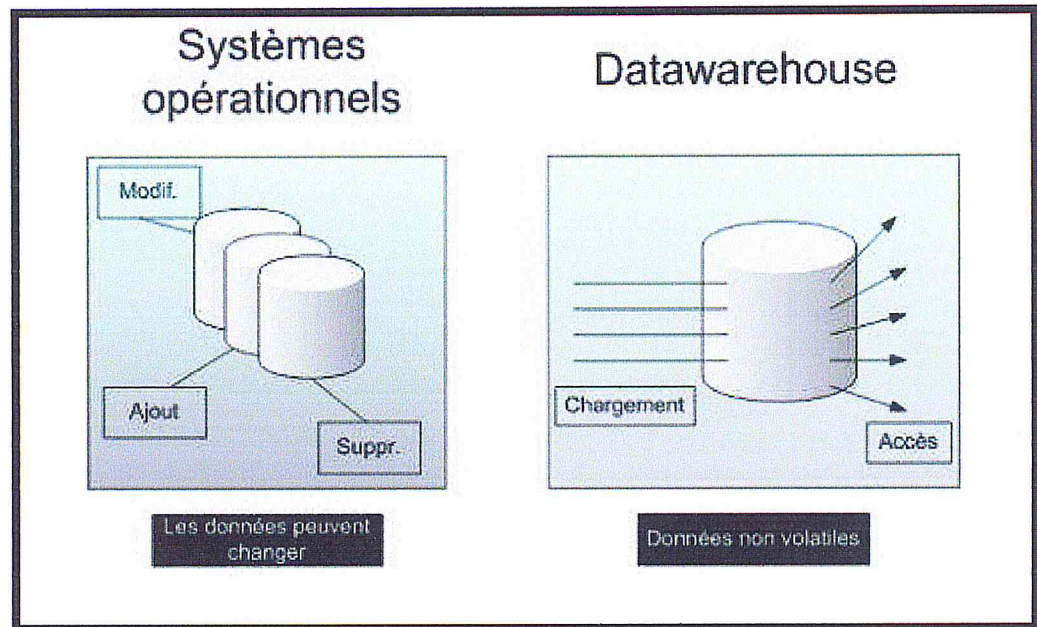 Systèmes
opérationnels
Datawarehouse
Modif.
Ajout
Suppr.
Les données peuvent
changer
Chargement
Accès
Données non volatiles